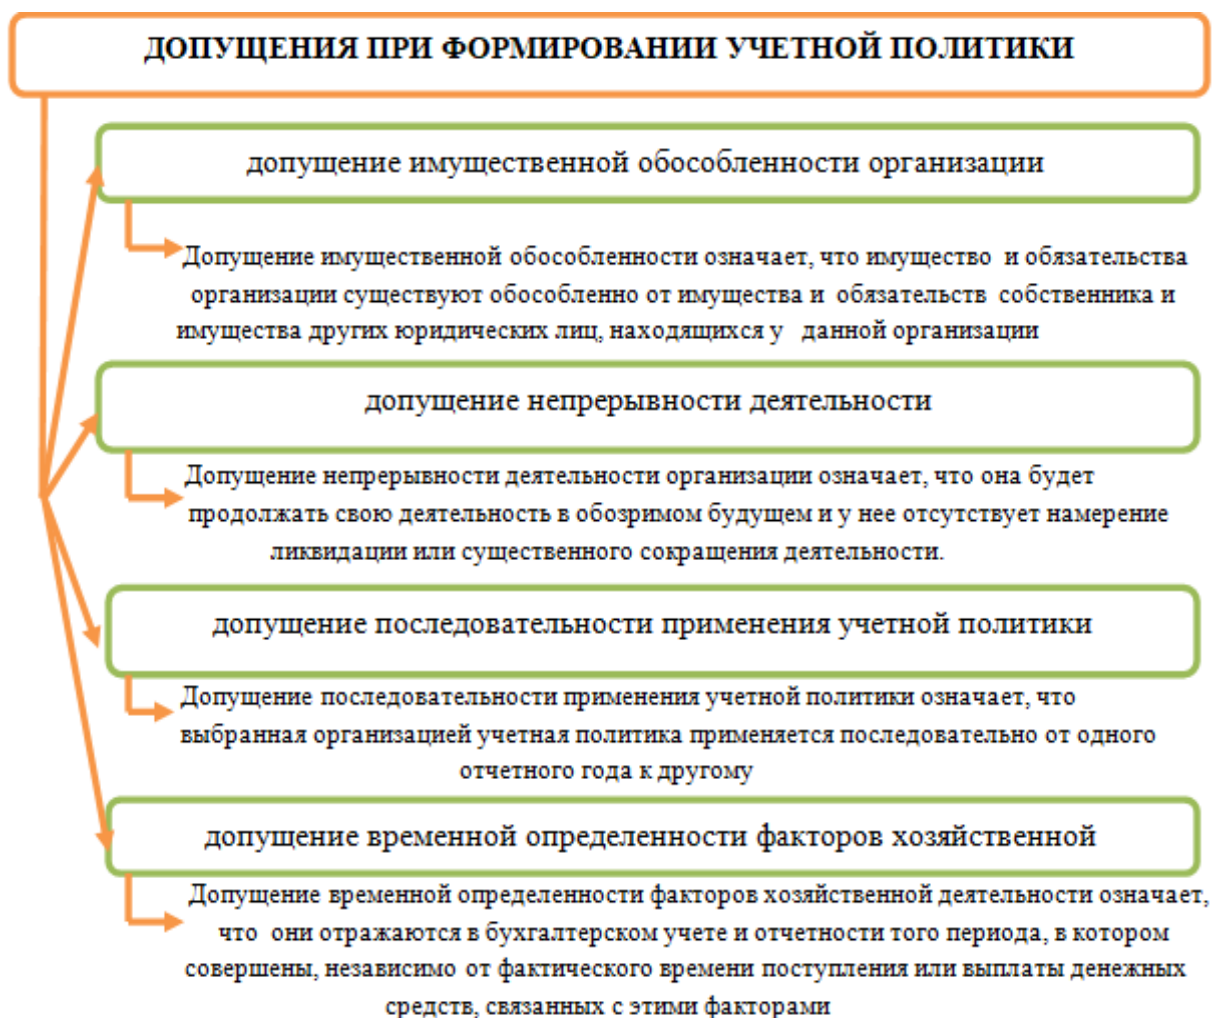 ДОПУЩЕНИЯ ПРИ ФОРМИРОВАНИИ УЧЕТНОЙ ПОЛИТИКИ
допущение имущественной обособленности организации
Допущение имущественной обособленности означает, что имущество и обязательства
организации существуют обособленно от имущества и обязательств собственника и
имущества других юридических лиц, находящихся у данной организации
допущение непрерывности деятельности
Допущение непрерывности деятельности организации означает, что она будет
продолжать свою деятельность в обозримом будущем и у нее отсутствует намерение
ликвидации или существенного сокращения деятельности.
допущение последовательности применения учетной политики
Допущение последовательности применения учетной политики означает, что
выбранная организацией учетная политика применяется последовательно от одного
отчетного года к другому
допущение временной определенности факторов хозяйственной
Допущение временной определенности факторов хозяйственной деятельности означает,
что они отражаются в бухгалтерском учете и отчетности того периода, в котором
совершены, независимо от фактического времени поступления или выплаты денежных
средств, связанных с этими факторами